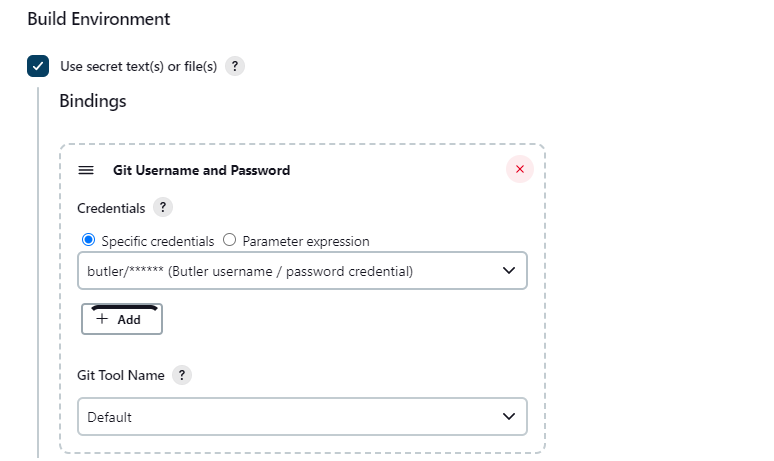 Build Environment
Use secret text(s) or file(s) ?
Bindings
Git Username and Password
Credentials ?
Specific credentials Parameter expression
butler/****** (Butler username / password credential)
+ Add
Git Tool Name ?
Default